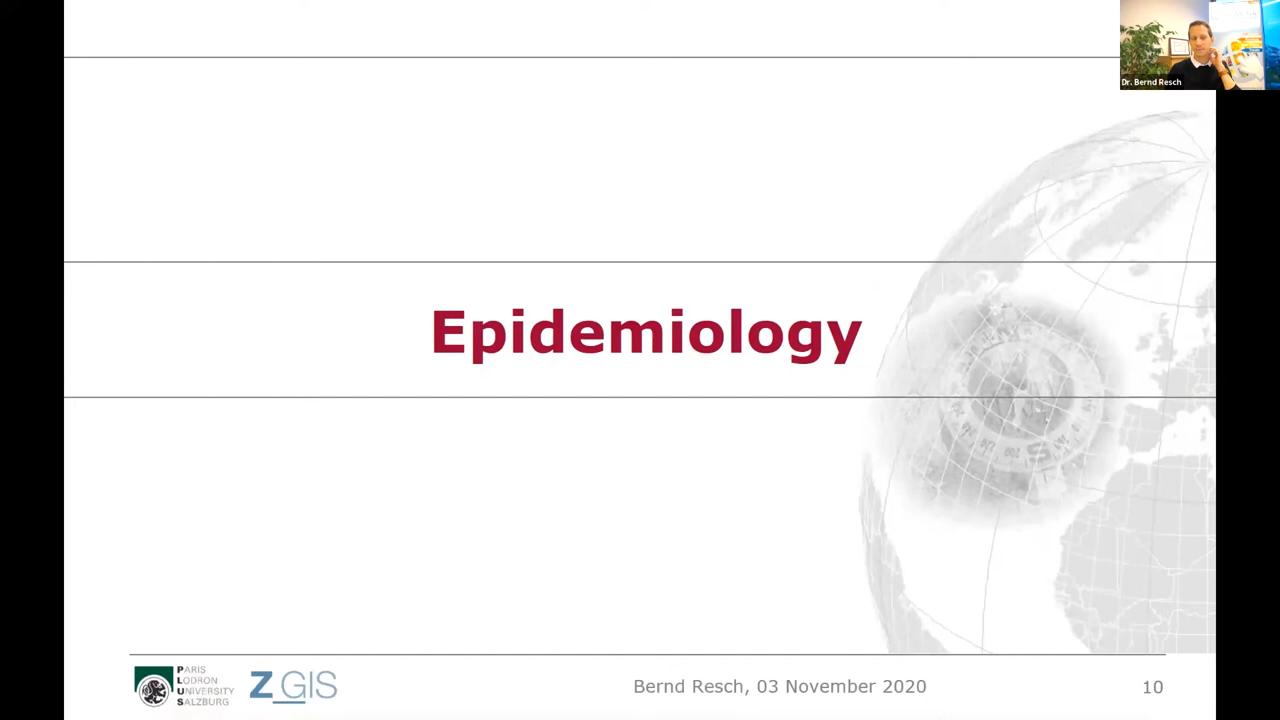 Dr. Bernd Resch
Epidemiology
PARIS
LODRON
UNIVERSITY
SALZBURG
Z_GIS
Bernd Resch, 03 November 2020
10